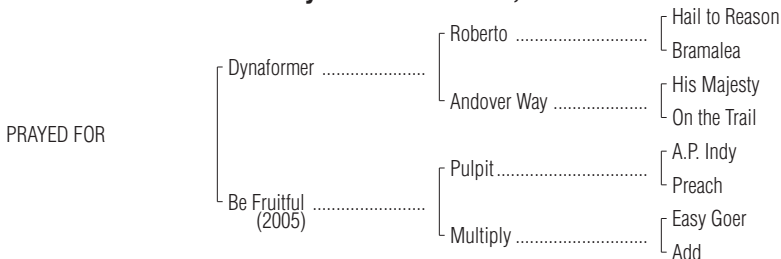 Hail to Reason
Roberto
Bramalea
Dynaformer
His Majesty
Andover Way
On the Trail
PRAYED FOR
A.P. Indy
Pulpit
Preach
Be Fruitful
(2005)
Easy Goer
Multiply
Add